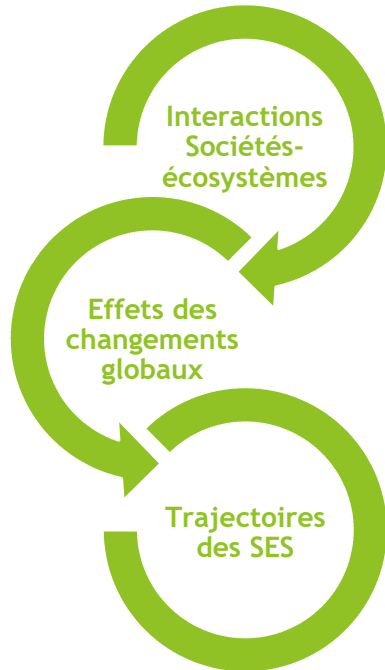 Interactions
Sociétés-
écosystèmes
Effets des
changements
globaux
Trajectoires
des SES